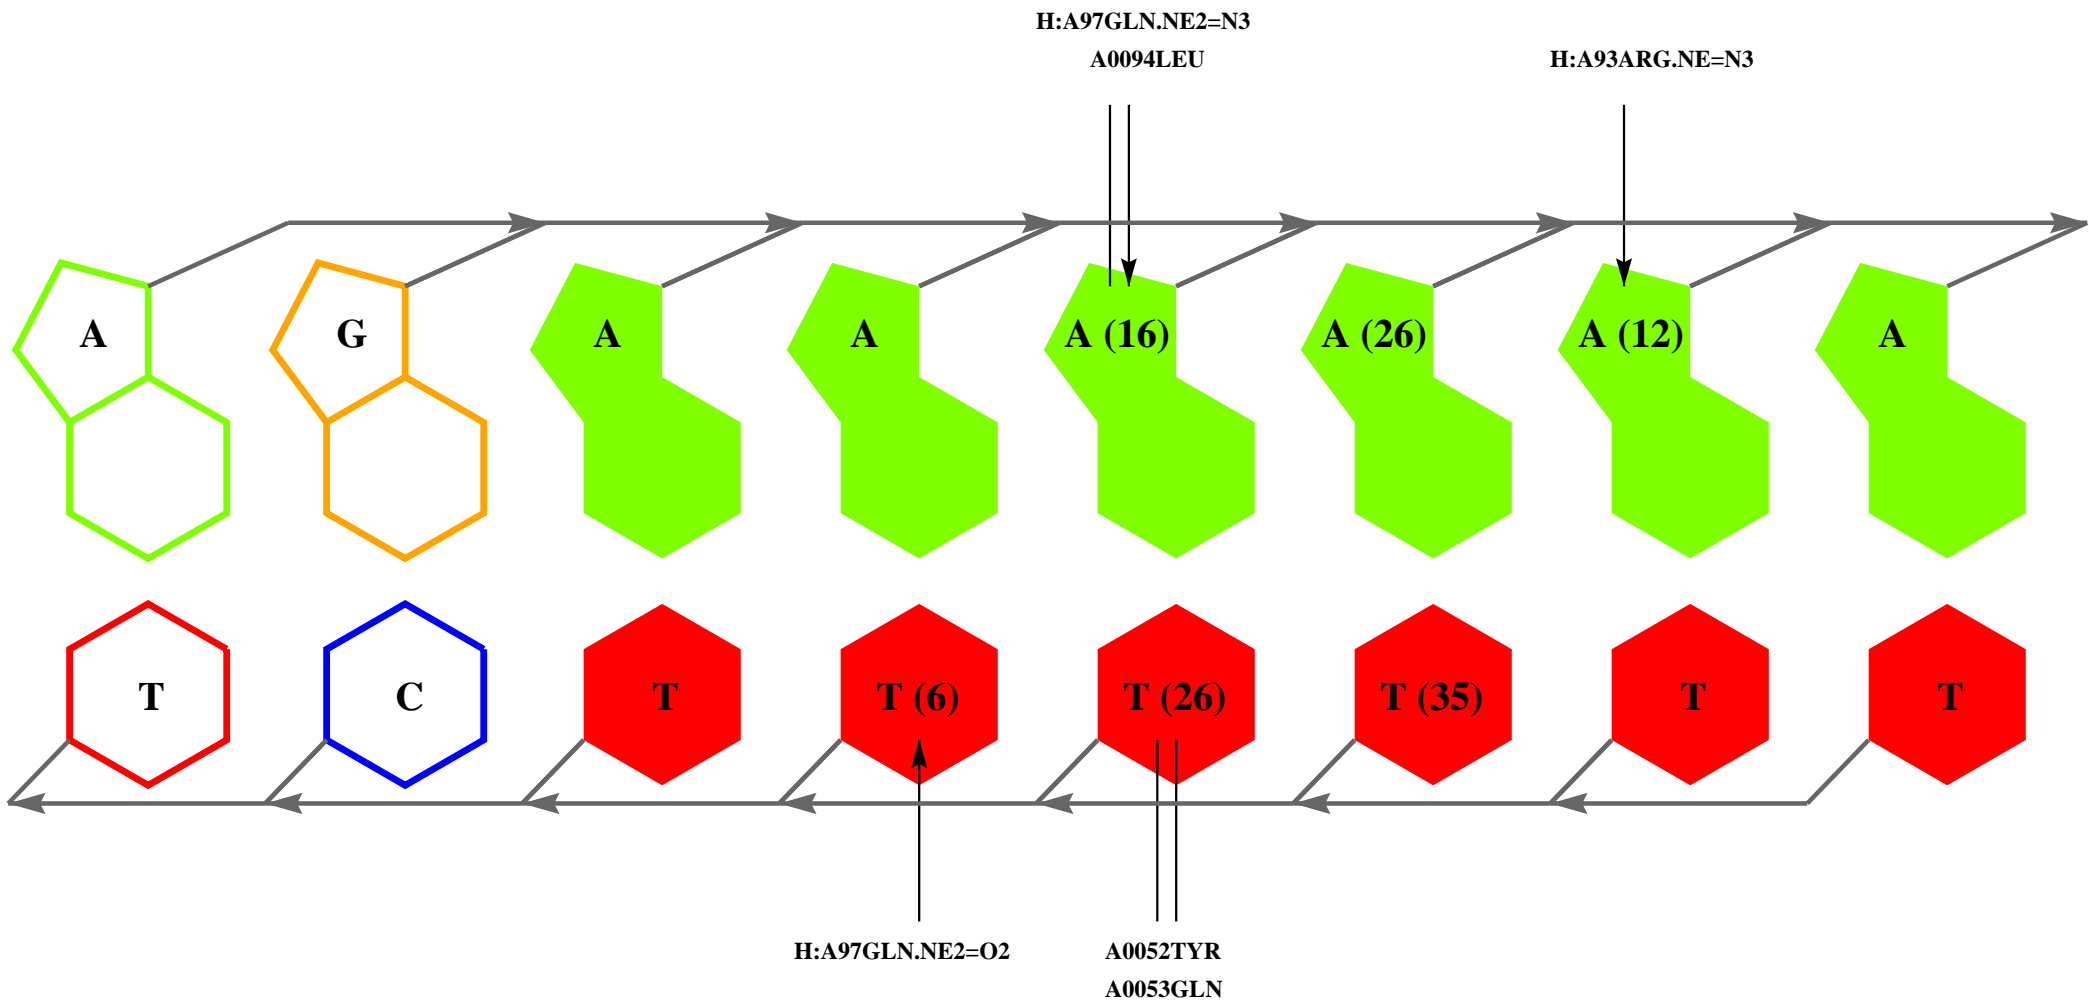 H:A97GLN.NE2=N3
A0094LEU
H:A93ARG.NE=N3
A G A A A (16) A (26) A (12) A
T C T T (6) T (26) T (35) T T
H:A97GLN.NE2=O2
A0052TYR
A0053GLN